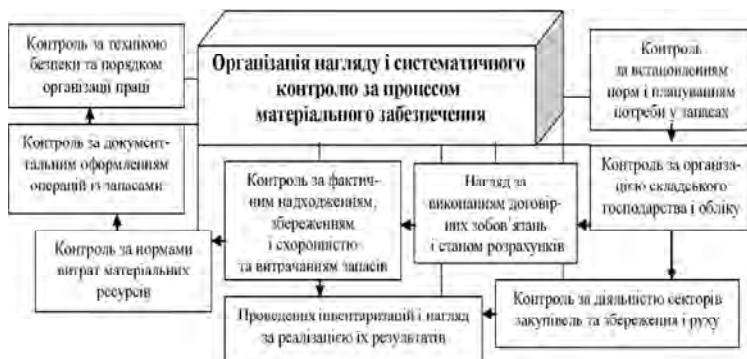 Організація нагляду і систематичного
контролю за процесом
матеріального забезпечення
Контроль за технікою
безпеки та порядком
організації праці
Контроль
за встановленням
норм і плануванням
потреби у запасах
Контроль за докумен-
тальним оформленням
операцій із запасами
Контроль за фактич-
ним надходженням,
збереженням
і схоронністю
та витрачанням запасів
Нагляд за
виконанням договір-
них зобов’язань
і станом розрахунків
Контроль за організа-
цією складського
господарства і обліку
Контроль за нормами
витрат матеріальних
ресурсів
Проведення інвентаризацій і нагляд
за реалізацією їх результатів
Контроль за діяльністю секторів
закупівель та збереження і руху